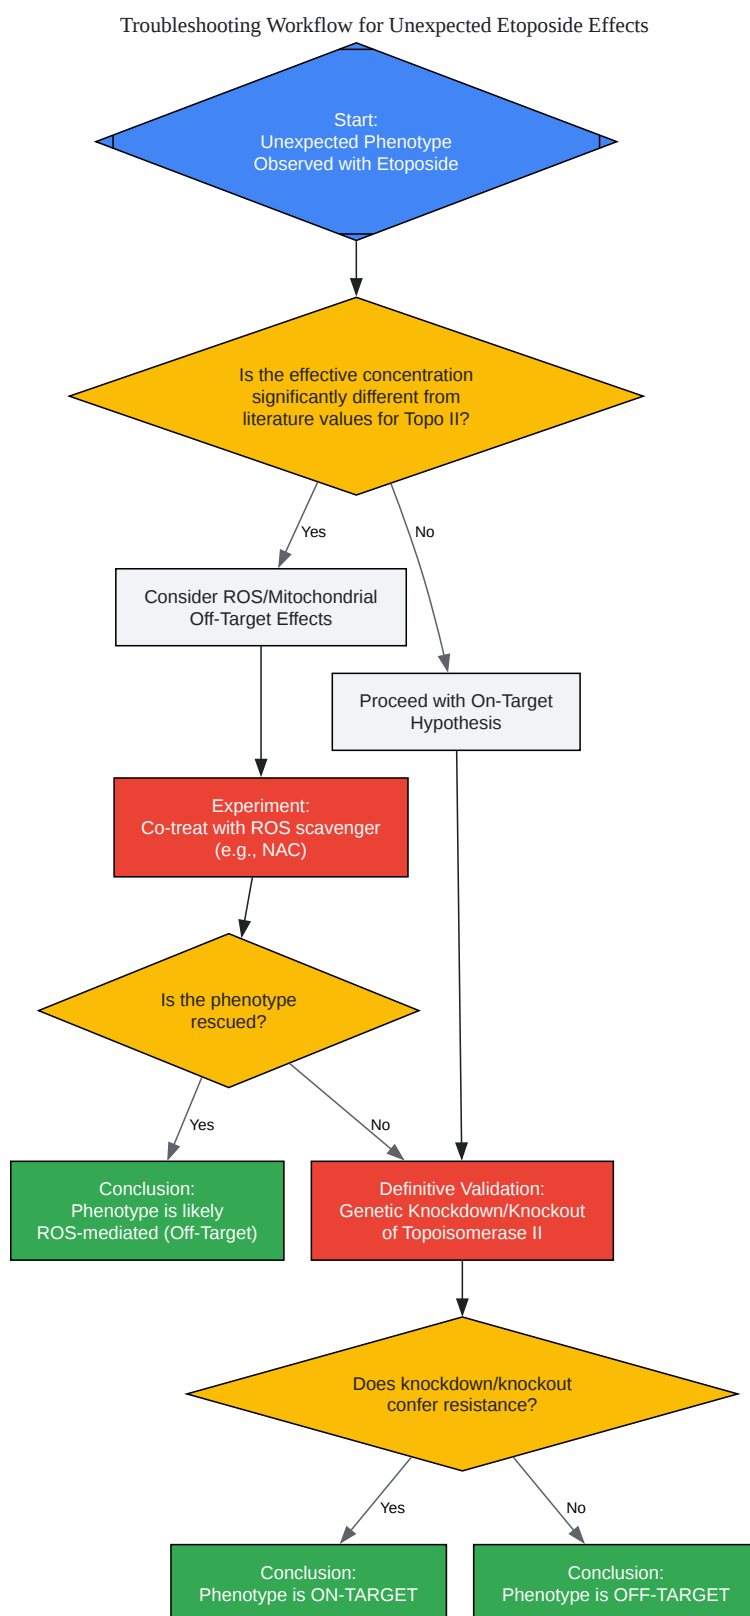 Troubleshooting Workflow for Unexpected Etoposide Effects
Start:
Unexpected Phenotype
Observed with Etoposide
Is the effective concentration
significantly different from
literature values for Topo II?
Yes
No
Consider ROS/Mitochondrial
Off-Target Effects
Proceed with On-Target
Hypothesis
Experiment:
Co-treat with ROS scavenger
(e.g., NAC)
Is the phenotype
rescued?
Yes
No
Conclusion:
Phenotype is likely
ROS-mediated (Off-Target)
Definitive Validation:
Genetic Knockdown/Knockout
of Topoisomerase II
Does knockdown/knockout
confer resistance?
Yes
No
Conclusion:
Phenotype is ON-TARGET
Conclusion:
Phenotype is OFF-TARGET